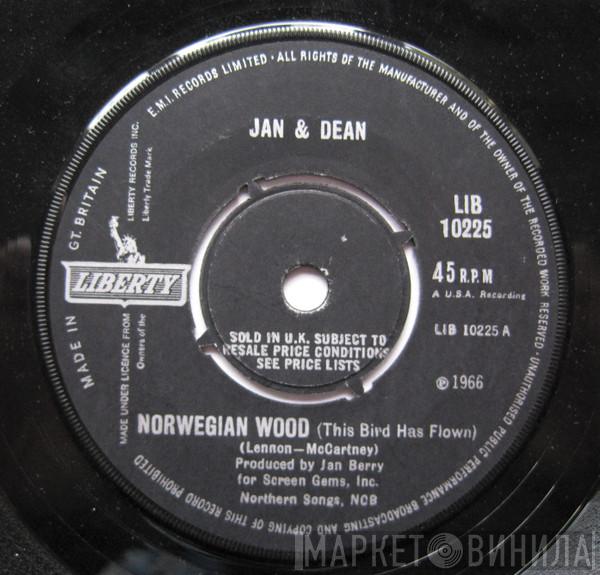 E.M.I. RECORDS LIMITED · ALL RIGHTS OF THE MANUFACTURER AND OF THE OWNER OF THE RECORDED WORK RESERVED · UNAUTHORISED PUBLIC PERFORMANCE BROADCASTING AND COPYING OF THIS RECORD PROHIBITED
MADE IN GT. BRITAIN
JAN & DEAN
LIBERTY RECORDS INC.
Liberty Trade Mark
LIBERTY
MADE UNDER LICENCE FROM
Owners of the
LIB
10225
45 R.P.M
A U.S.A. Recording
LIB 10225 A
℗ 1966
SOLD IN U.K. SUBJECT TO
RESALE PRICE CONDITIONS
SEE PRICE LISTS
NORWEGIAN WOOD (This Bird Has Flown)
(Lennon—McCartney)
Produced by Jan Berry
for Screen Gems, Inc.
Northern Songs, NCB
МАРКЕТ ВИНИЛА